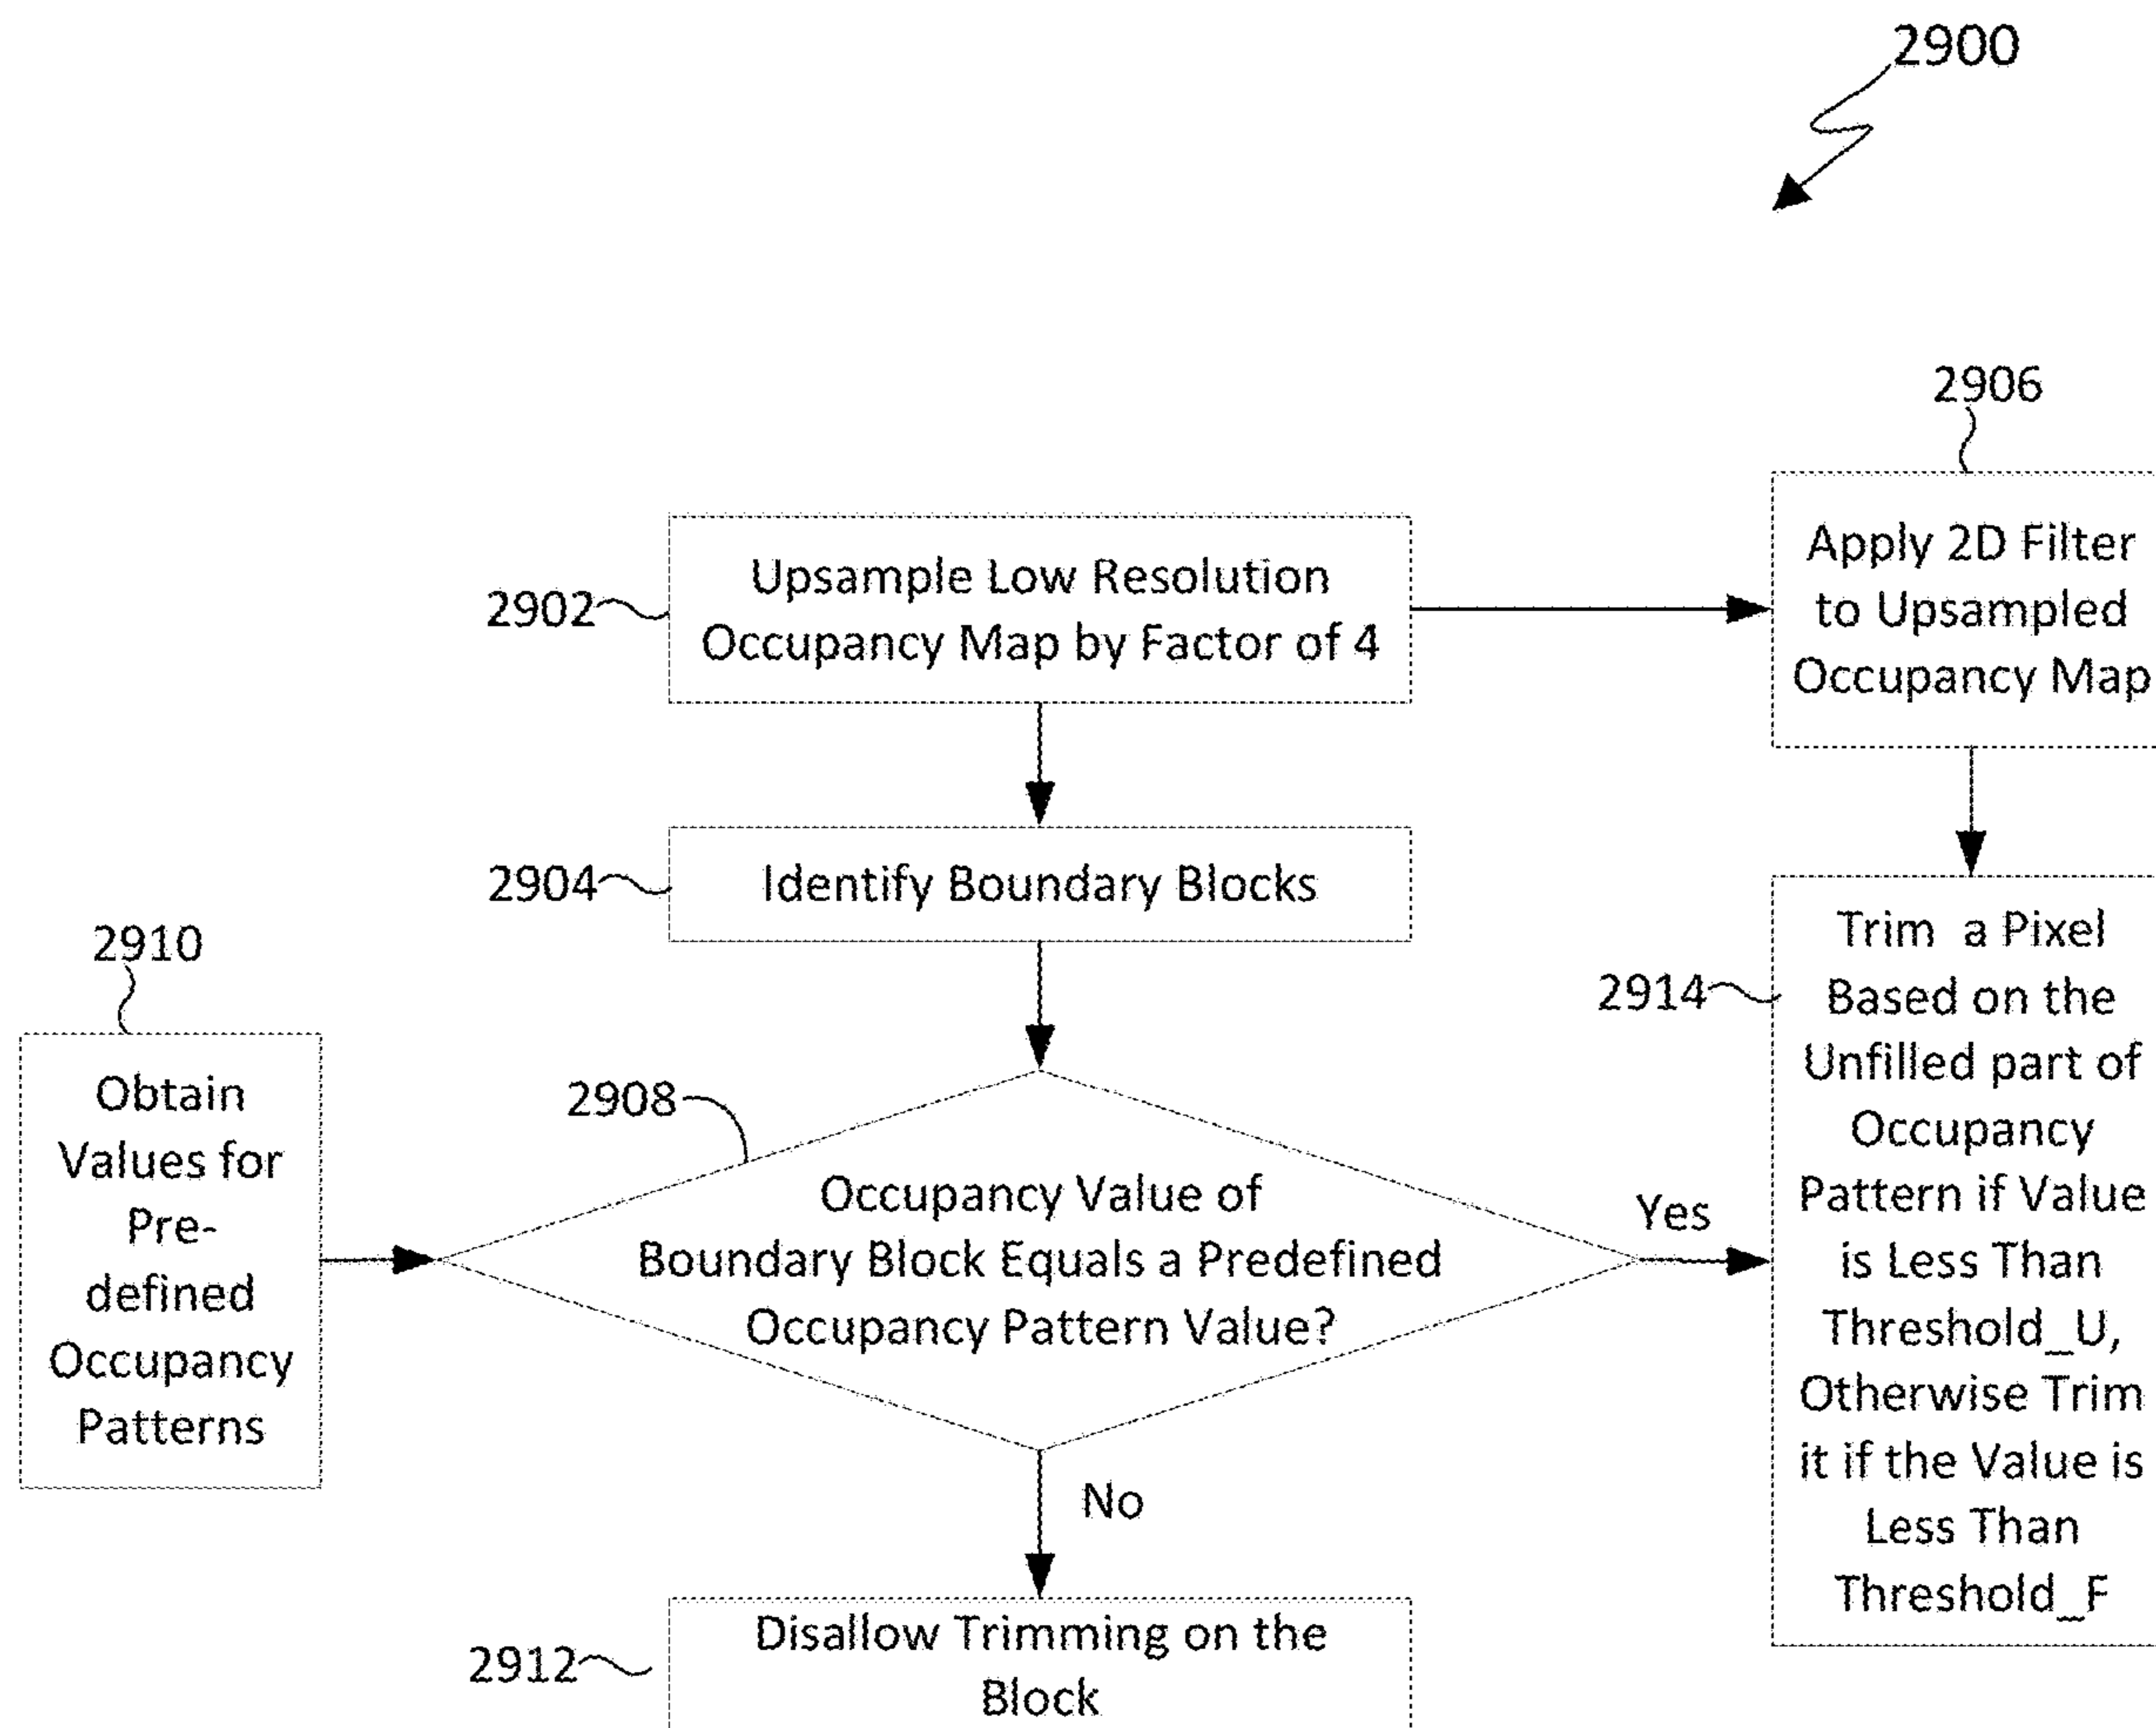 2900
2906
Apply 2D Filter
to Upsampled
Occupancy Map
2902
Upsample Low Resolution
Occupancy Map by Factor of 4
2904
Identify Boundary Blocks
2910
Obtain
Values for
Pre-
defined
Occupancy
Patterns
2908
Occupancy Value of
Boundary Block Equals a Predefined
Occupancy Pattern Value?
Yes
2914
Trim a Pixel
Based on the
Unfilled part of
Occupancy
Pattern if Value
is Less Than
Threshold_U,
Otherwise Trim
it if the Value is
Less Than
Threshold_F
No
2912
Disallow Trimming on the
Block